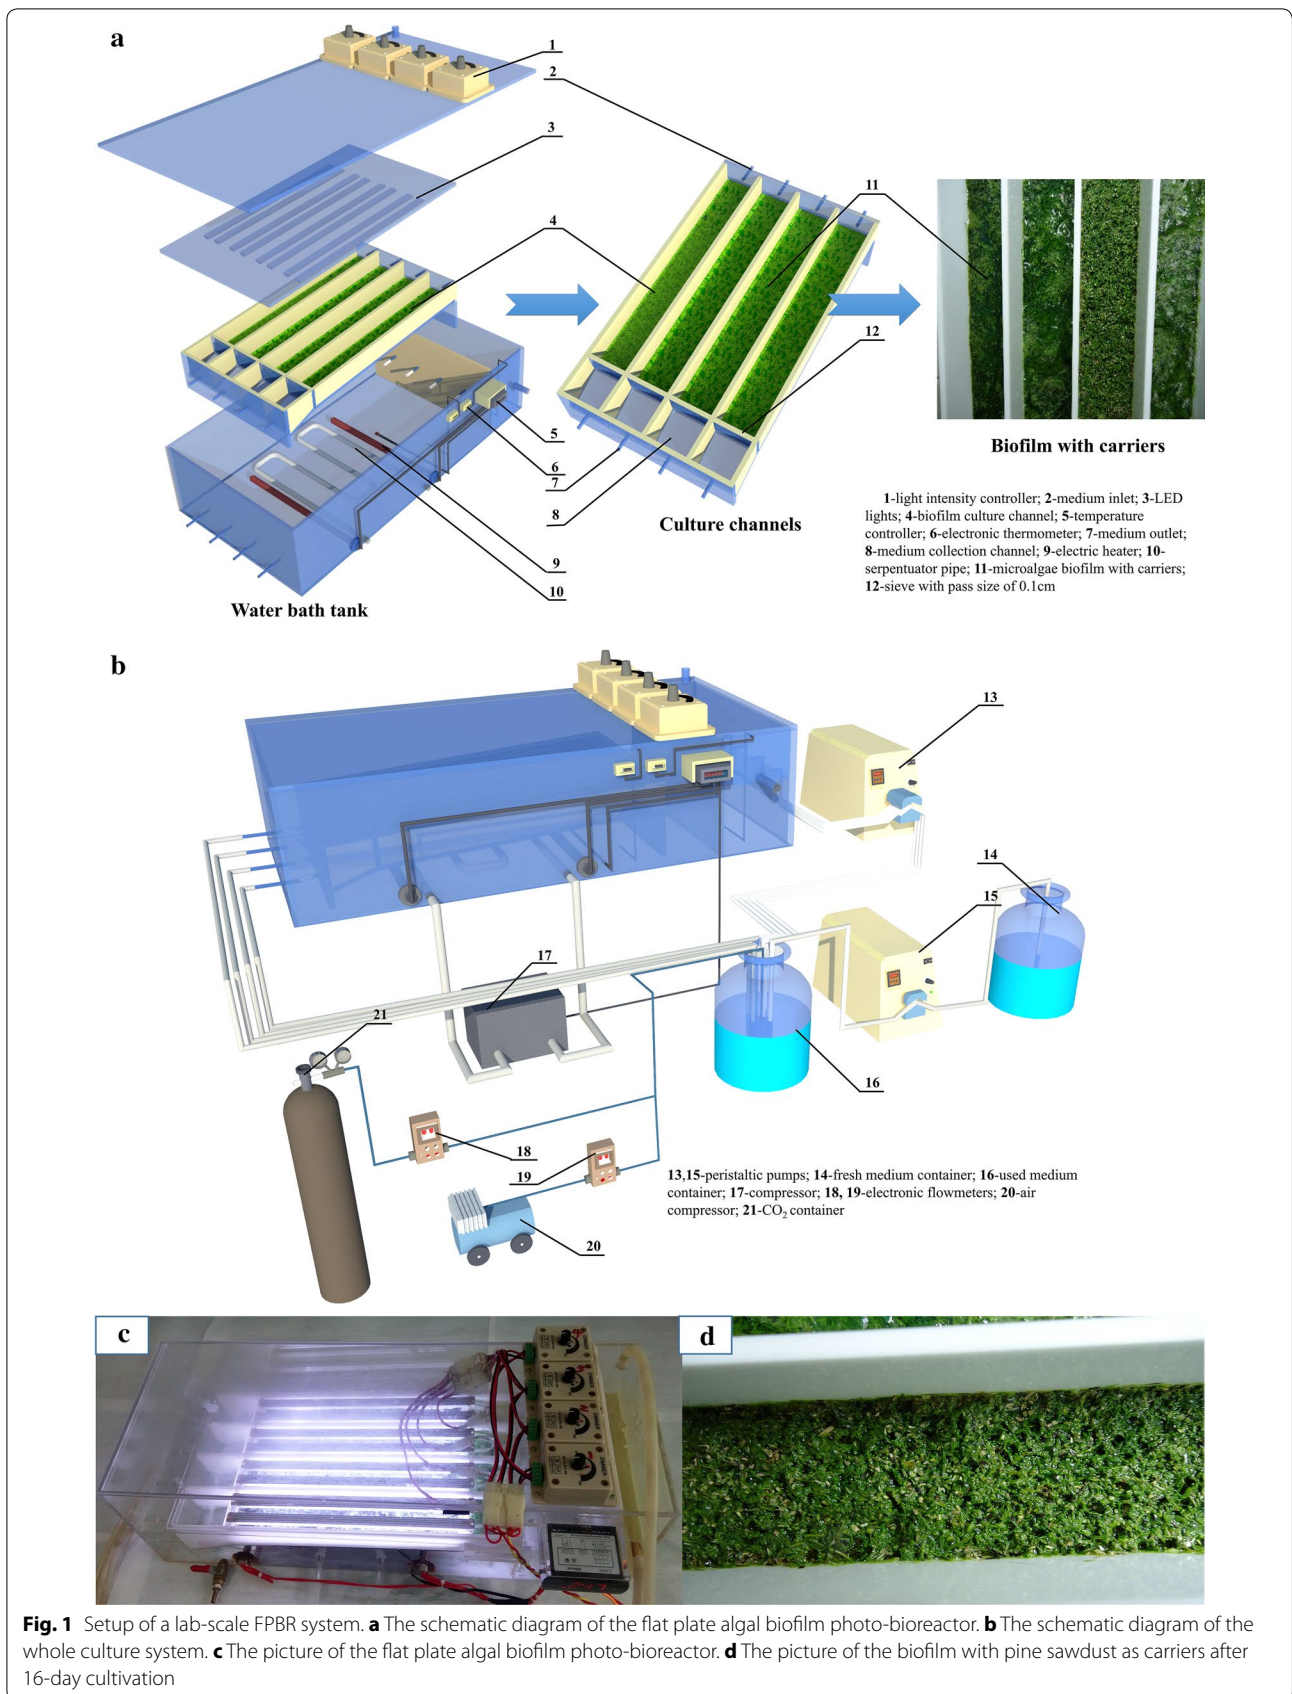 a
1
2
3
4
11
12
5
6
7
8
9
10
Water bath tank
Culture channels
Biofilm with carriers
1-light intensity controller; 2-medium inlet; 3-LED
lights; 4-biofilm culture channel; 5-temperature
controller; 6-electronic thermometer; 7-medium outlet;
8-medium collection channel; 9-electric heater; 10-
serpentuator pipe; 11-microalgae biofilm with carriers;
12-sieve with pass size of 0.1cm
b
13
14
15
17
21
16
18
19
20
13,15-peristaltic pumps; 14-fresh medium container; 16-used medium
container; 17-compressor; 18, 19-electronic flowmeters; 20-air
compressor; 21-CO₂ container
c
d
Fig. 1 Setup of a lab-scale FPBR system. a The schematic diagram of the flat plate algal biofilm photo-bioreactor. b The schematic diagram of the
whole culture system. c The picture of the flat plate algal biofilm photo-bioreactor. d The picture of the biofilm with pine sawdust as carriers after
16-day cultivation